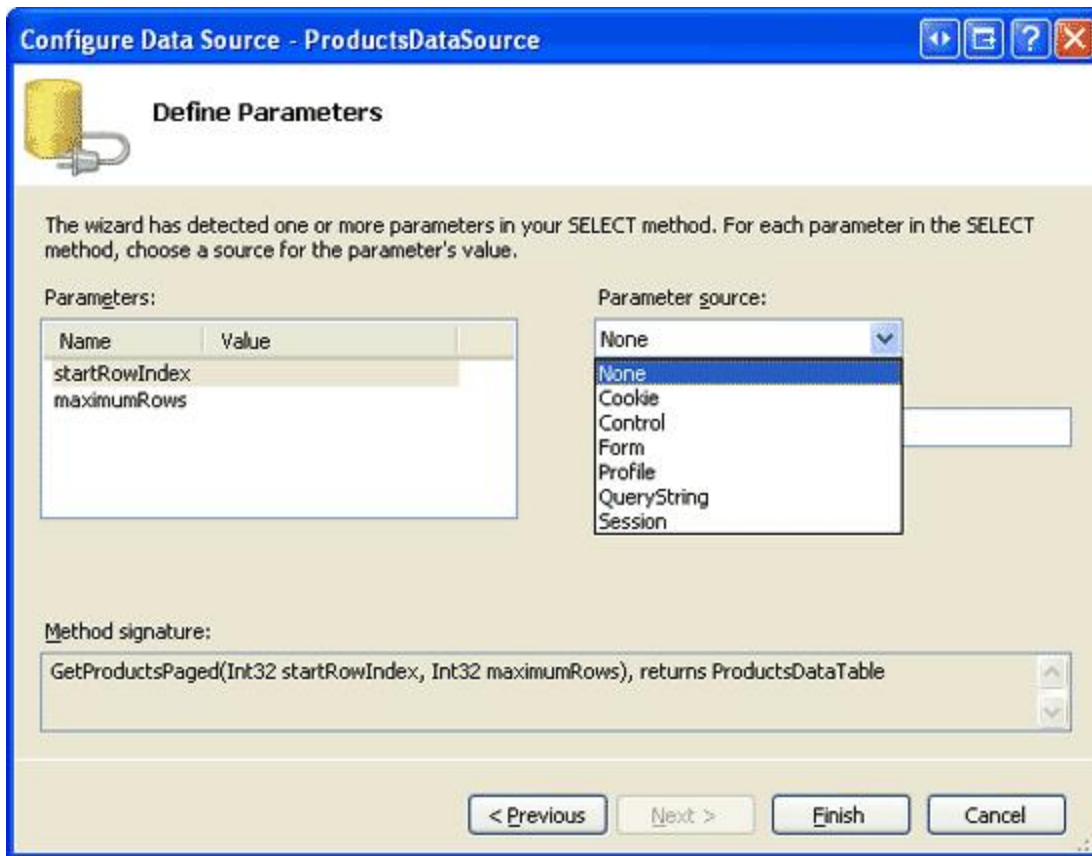 Configure Data Source - ProductsDataSource
Define Parameters
The wizard has detected one or more parameters in your SELECT method. For each parameter in the SELECT
method, choose a source for the parameter's value.
Parameters:
Name Value
startRowIndex
maximumRows
Parameter source:
None
None
Cookie
Control
Form
Profile
QueryString
Session
Method signature:
GetProductsPaged(Int32 startRowIndex, Int32 maximumRows), returns ProductsDataTable
< Previous Next > Finish Cancel